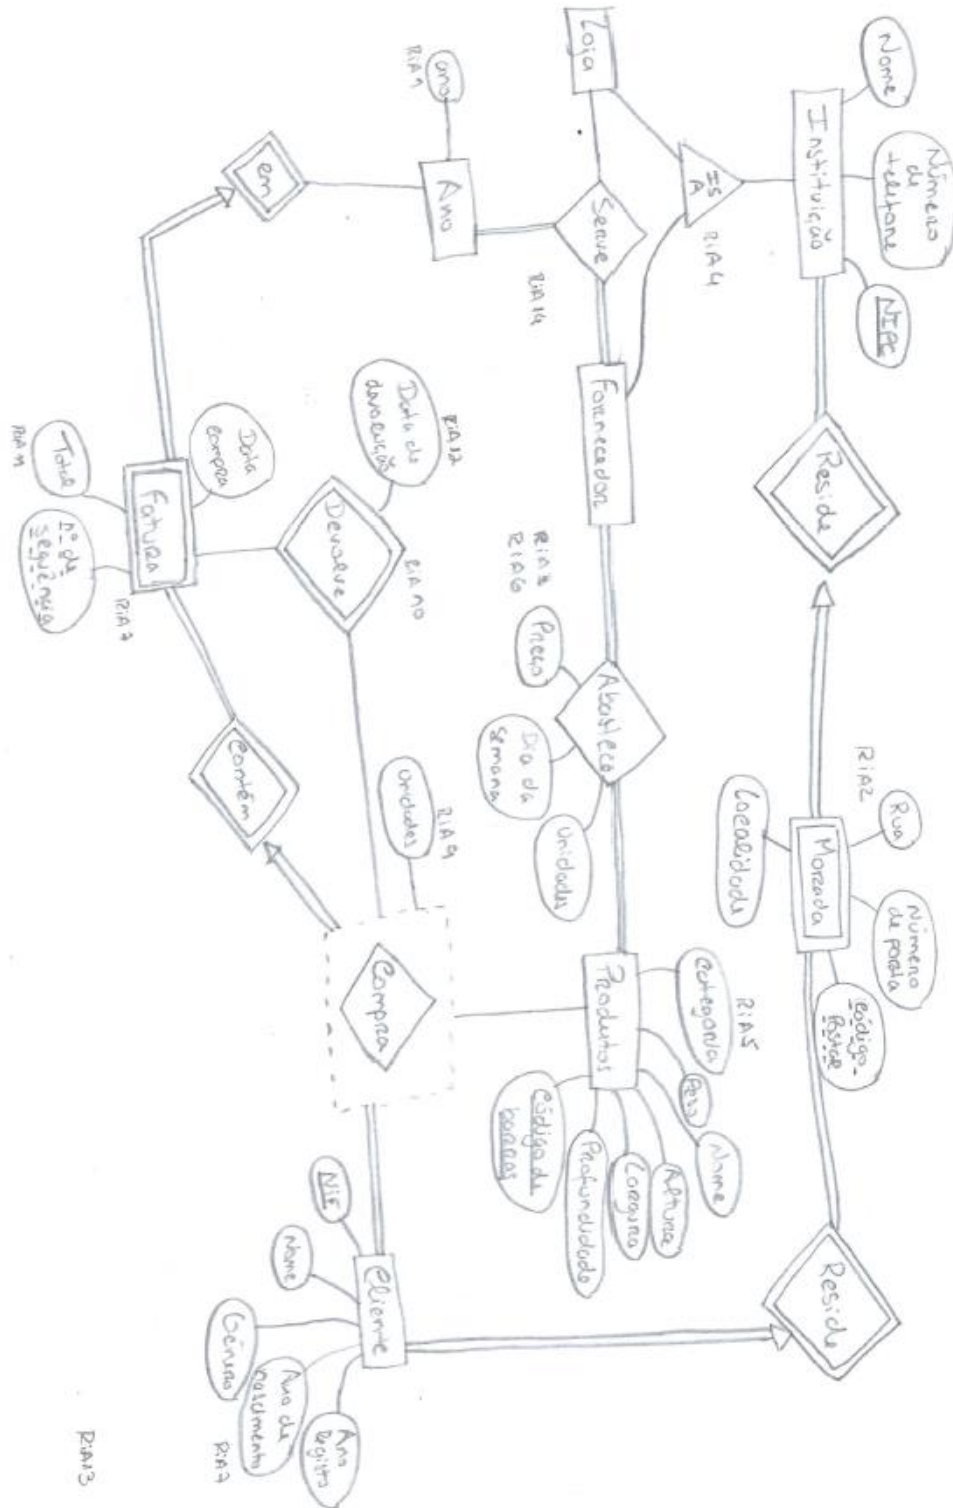 Nome
Número
de
telefone
NIPC
Instituição
Reside
RIA2
Rua
Número
de porta
Código
Postal
Morada
Localidade
Reside
IS
A
RIA4
Loja
Serve
RIA14
Fornecedor
RIA6
Abastece
Preço
Dia da
semana
Unidades
RIA5
Categoria
Peso
Nome
Altura
Largura
Profundidade
Código de
barras
Produtos
ano
RIA1
Ano
em
RIA12
Data de
devolução
Devolve
RIA10
RIA9
Unidades
Compra
NIF
Nome
Género
Ano de
nascimento
Ano
registo
Cliente
RIA7
Data
compra
Fatura
Total
RIA11
nº de
sequência
RIA7
Contém
RIA13